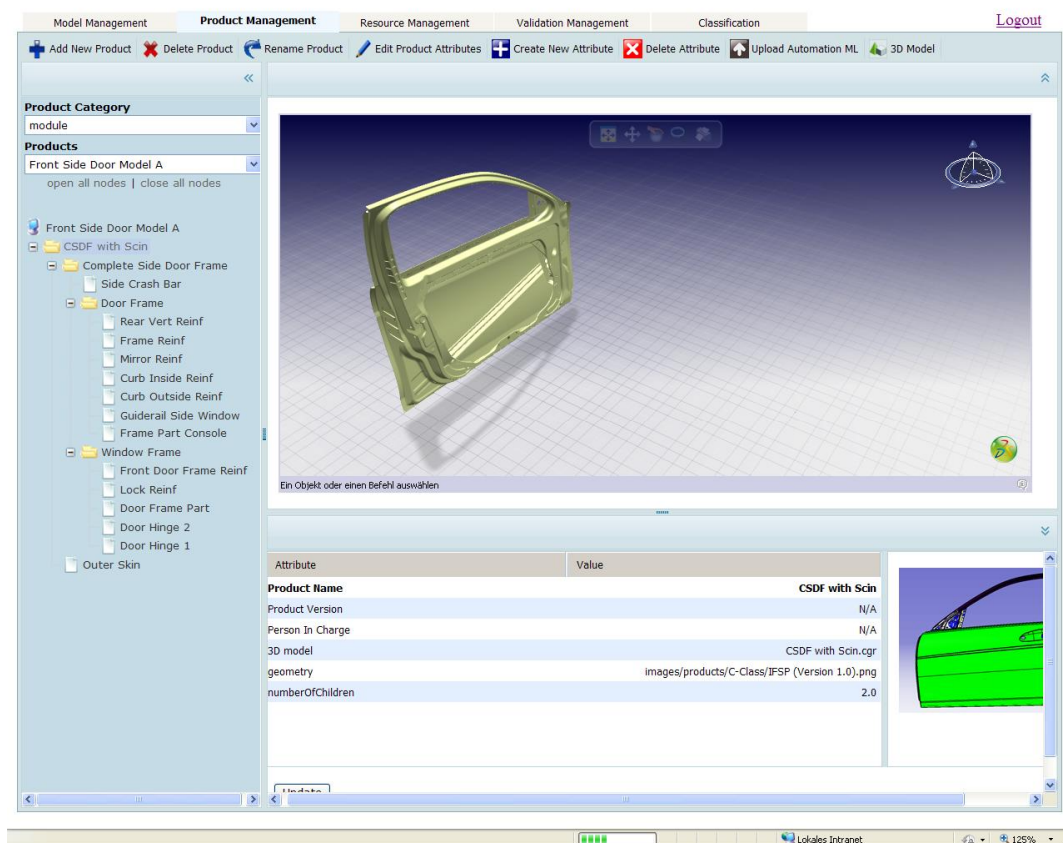 Model Management Product Management Resource Management Validation Management Classification Logout
Add New Product Delete Product Rename Product Edit Product Attributes Create New Attribute Delete Attribute Upload Automation ML 3D Model
Product Category
module
Products
Front Side Door Model A
open all nodes | close all nodes
Front Side Door Model A
CSDF with Scin
Complete Side Door Frame
Side Crash Bar
Door Frame
Rear Vert Reinf
Frame Reinf
Mirror Reinf
Curb Inside Reinf
Curb Outside Reinf
Guiderail Side Window
Frame Part Console
Window Frame
Front Door Frame Reinf
Lock Reinf
Door Frame Part
Door Hinge 2
Door Hinge 1
Outer Skin
Ein Objekt oder einen Befehl auswählen
Attribute Value
Product Name CSDF with Scin
Product Version N/A
Person In Charge N/A
3D model CSDF with Scin.cgr
geometry images/products/C-Class/IFSP (Version 1.0).png
numberOfChildren 2.0
Update
Lokales Intranet 125%